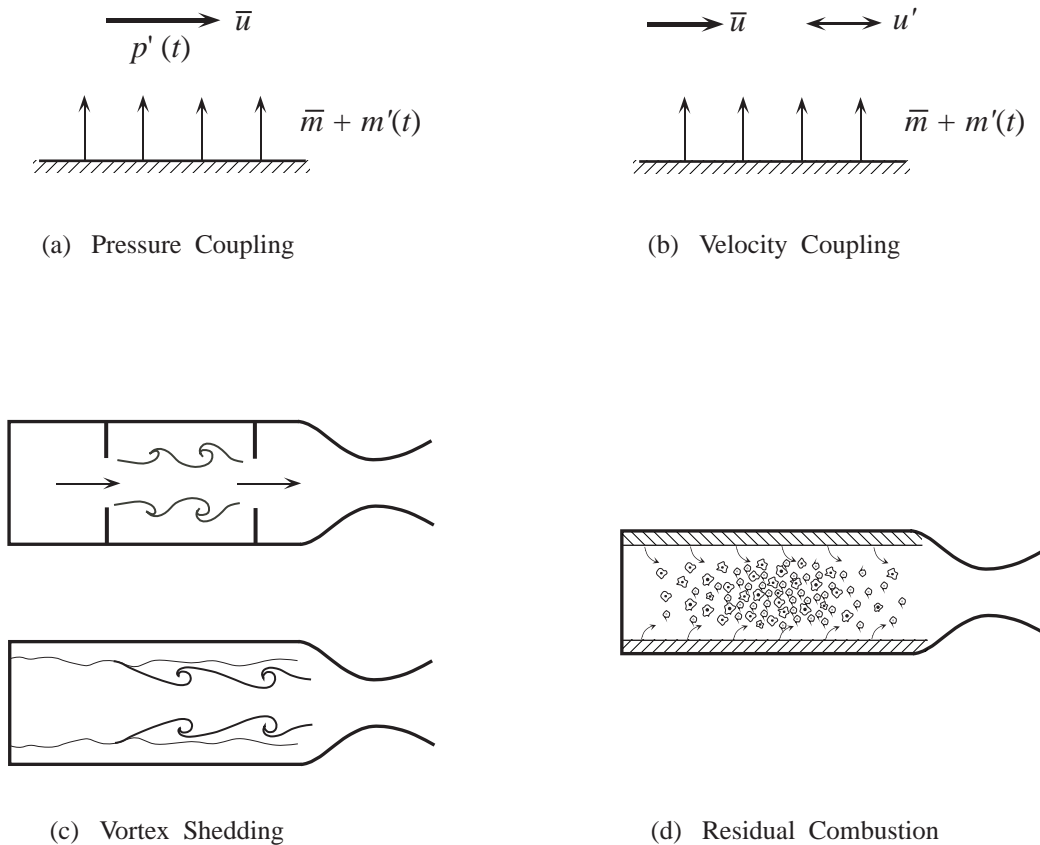 u̅
p' (t)
m̅ + m'(t)
(a) Pressure Coupling
u̅
u'
m̅ + m'(t)
(b) Velocity Coupling
(c) Vortex Shedding
(d) Residual Combustion